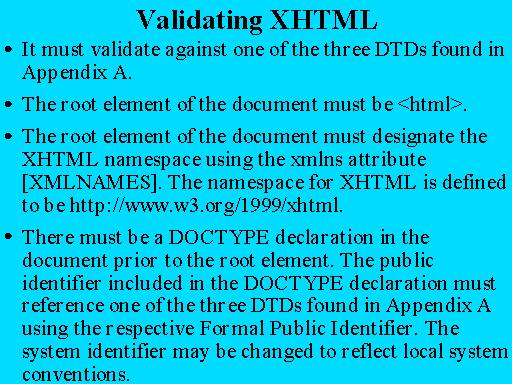 Validating XHTML
• It must validate against one of the three DTDs found in
Appendix A.
• The root element of the document must be <html>.
• The root element of the document must designate the
XHTML namespace using the xmlns attribute
[XMLNAMES]. The namespace for XHTML is defined
to be http://www.w3.org/1999/xhtml.
• There must be a DOCTYPE declaration in the
document prior to the root element. The public
identifier included in the DOCTYPE declaration must
reference one of the three DTDs found in Appendix A
using the respective Formal Public Identifier. The
system identifier may be changed to reflect local system
conventions.